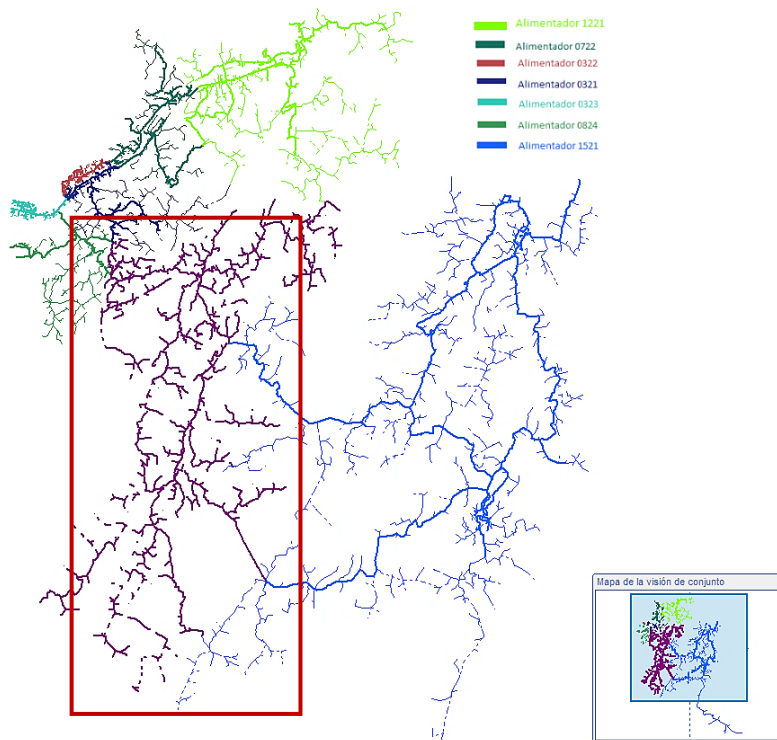 Alimentador 1221
Alimentador 0722
Alimentador 0322
Alimentador 0321
Alimentador 0323
Alimentador 0824
Alimentador 1521
Mapa de la visión de conjunto